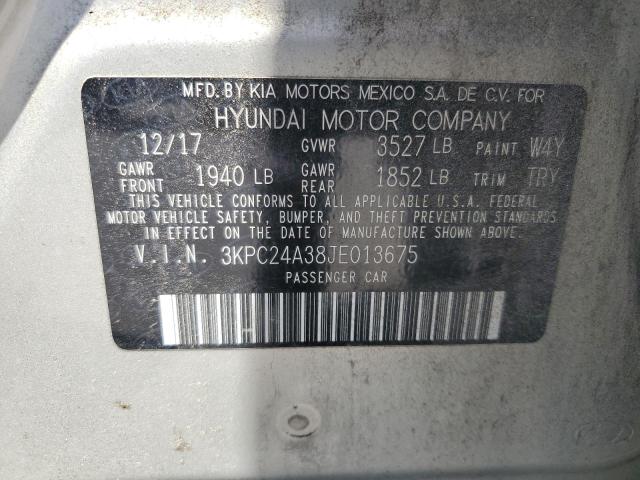 MFD. BY KIA MOTORS MEXICO S.A. DE C.V. FOR
HYUNDAI MOTOR COMPANY
12/17 GVWR 3527 LB PAINT W4Y
GAWR FRONT 1940 LB GAWR REAR 1852 LB TRIM TRY
THIS VEHICLE CONFORMS TO ALL APPLICABLE U.S.A. FEDERAL
MOTOR VEHICLE SAFETY, BUMPER, AND THEFT PREVENTION STANDARDS
IN EFFECT ON THE DATE OF MANUFACTURE SHOWN ABOVE.
V.I.N. 3KPC24A38JE013675
PASSENGER CAR